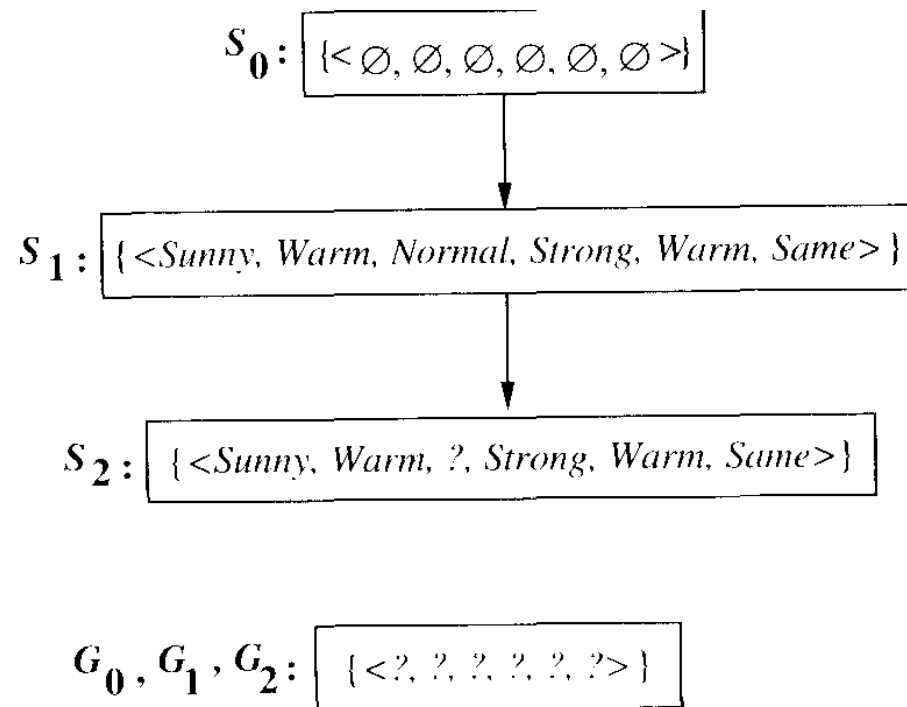 S0: {<∅, ∅, ∅, ∅, ∅, ∅>}
S1: {<Sunny, Warm, Normal, Strong, Warm, Same>}
S2: {<Sunny, Warm, ?, Strong, Warm, Same>}
G0, G1, G2: {<?, ?, ?, ?, ?, ?>}